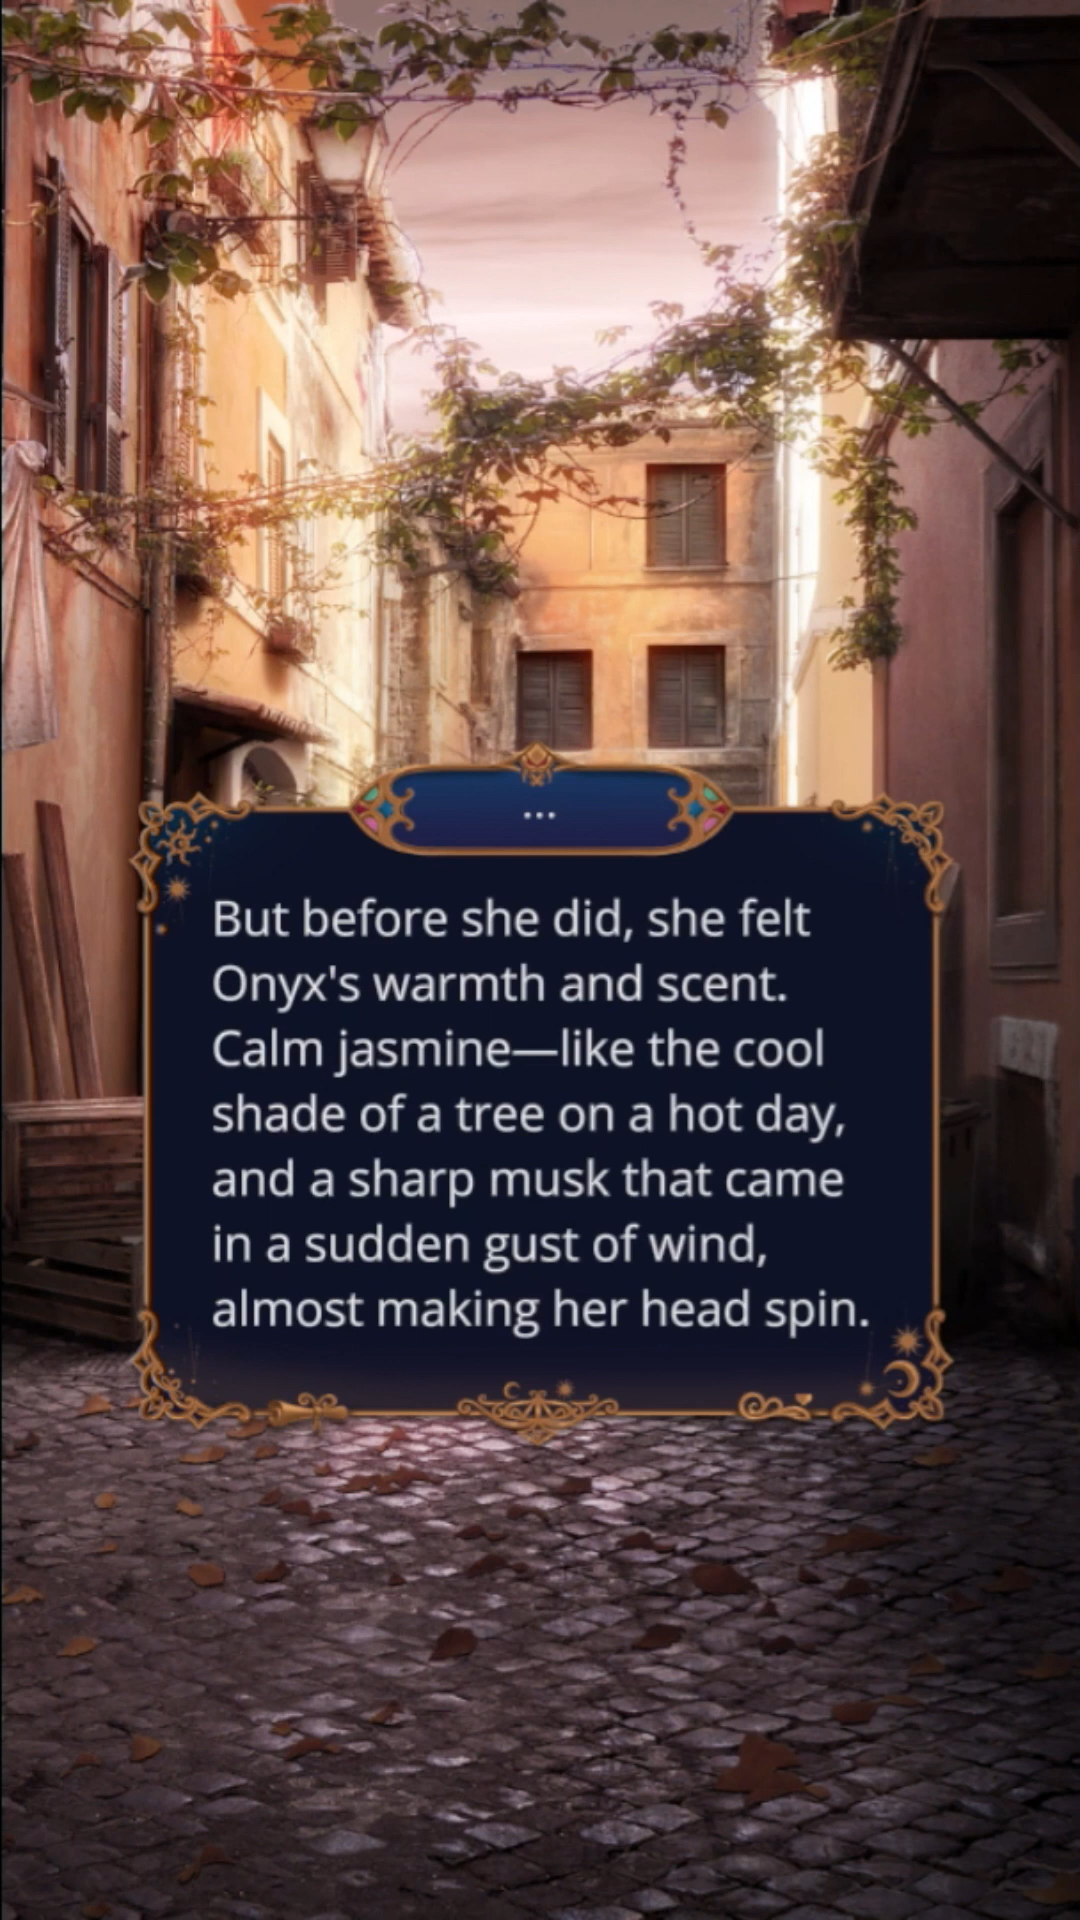 ...
But before she did, she felt
Onyx's warmth and scent.
Calm jasmine—like the cool
shade of a tree on a hot day,
and a sharp musk that came
in a sudden gust of wind,
almost making her head spin.